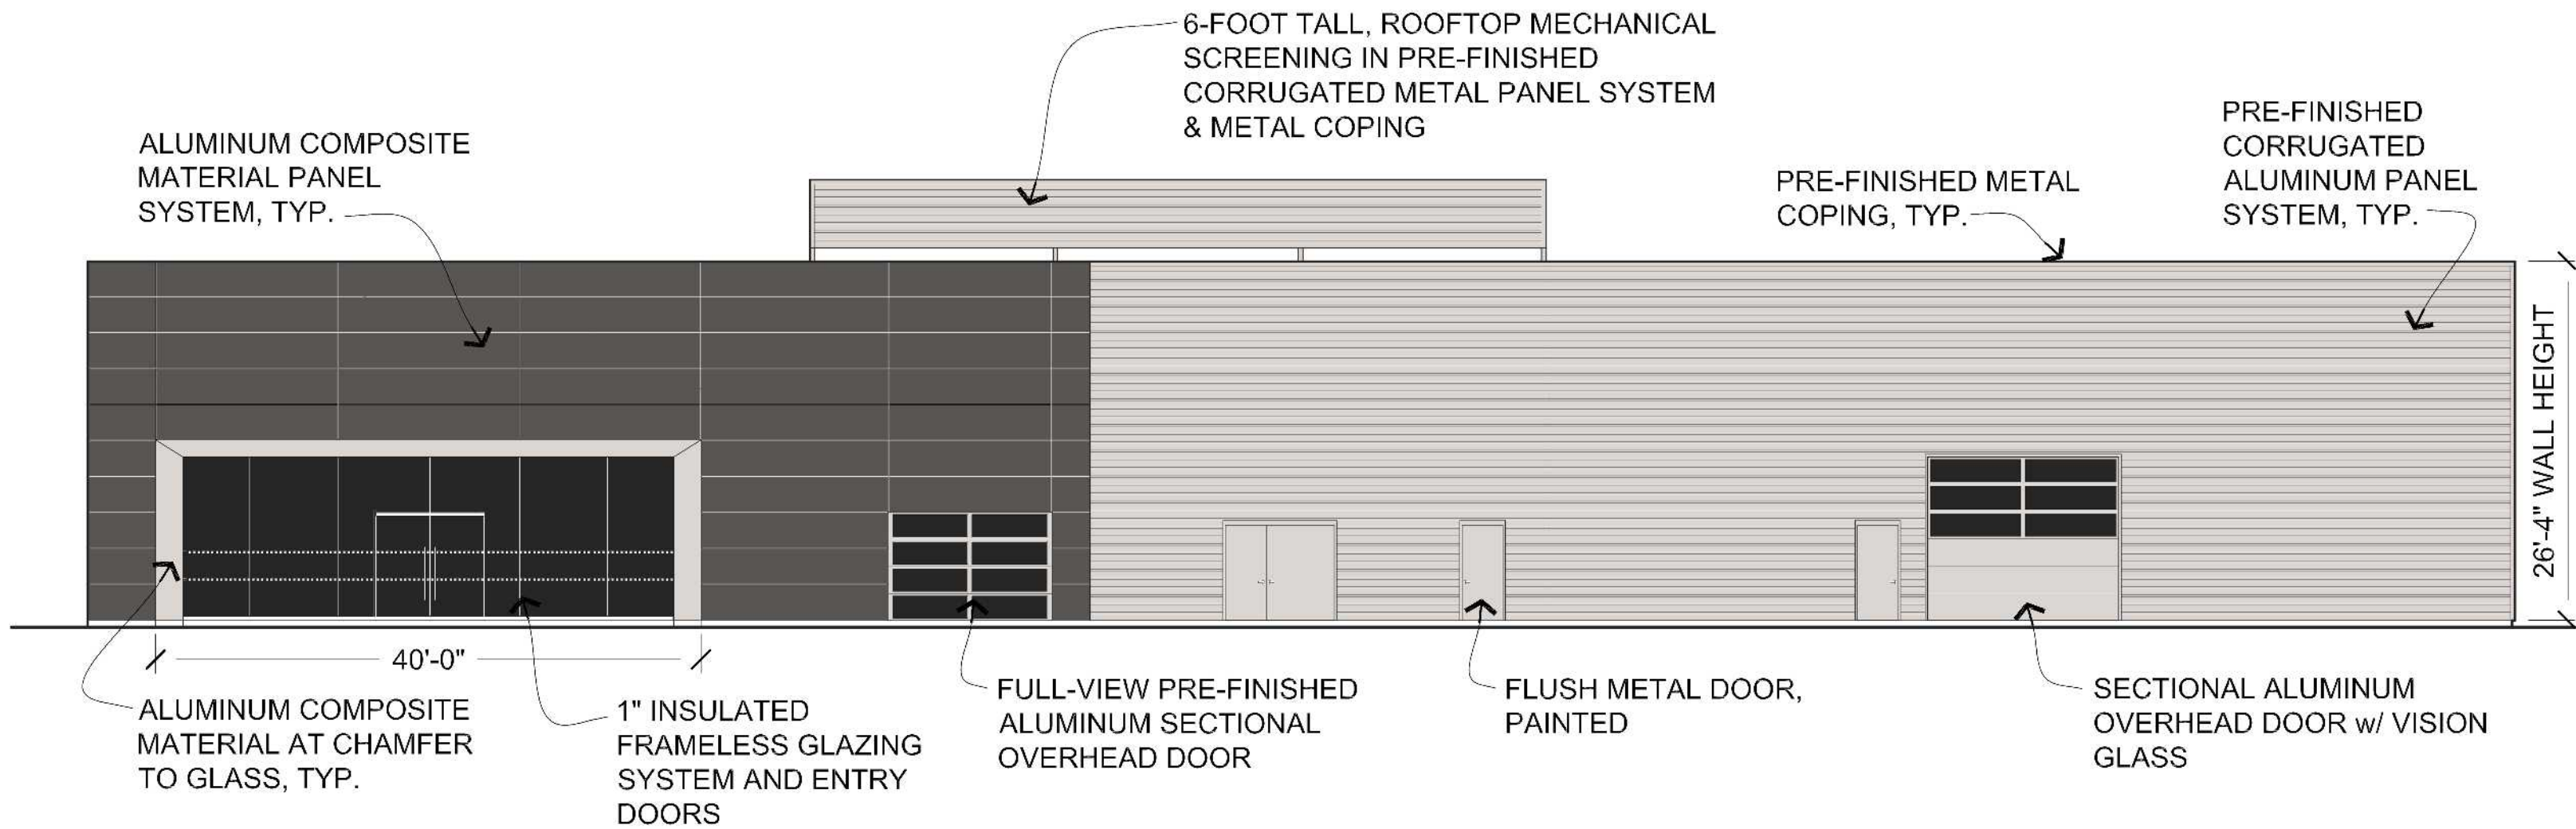 6-FOOT TALL, ROOFTOP MECHANICAL
SCREENING IN PRE-FINISHED
CORRUGATED METAL PANEL SYSTEM
& METAL COPING
ALUMINUM COMPOSITE
MATERIAL PANEL
SYSTEM, TYP.
PRE-FINISHED METAL
COPING, TYP.
PRE-FINISHED
CORRUGATED
ALUMINUM PANEL
SYSTEM, TYP.
26'-4" WALL HEIGHT
40'-0"
ALUMINUM COMPOSITE
MATERIAL AT CHAMFER
TO GLASS, TYP.
1" INSULATED
FRAMELESS GLAZING
SYSTEM AND ENTRY
DOORS
FULL-VIEW PRE-FINISHED
ALUMINUM SECTIONAL
OVERHEAD DOOR
FLUSH METAL DOOR,
PAINTED
SECTIONAL ALUMINUM
OVERHEAD DOOR w/ VISION
GLASS